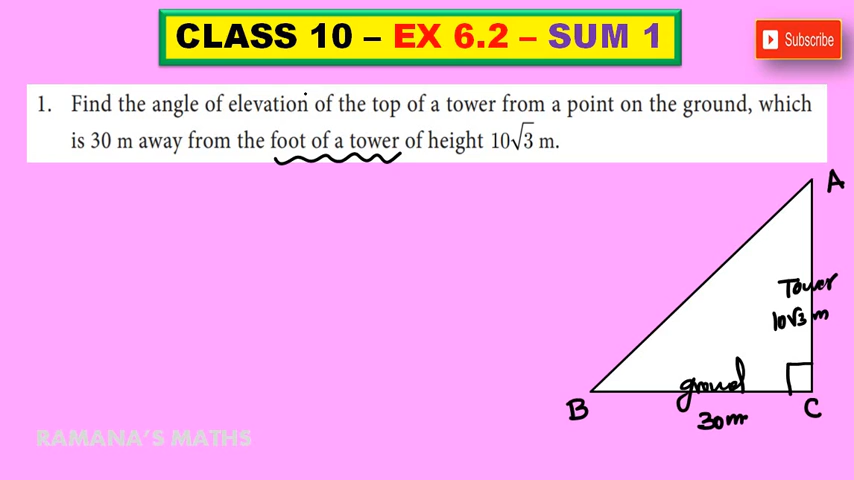 CLASS 10 – EX 6.2 – SUM 1
Subscribe
1. Find the angle of elevation of the top of a tower from a point on the ground, which
is 30 m away from the foot of a tower of height 10√3 m.
A
Tower
10√3 m
ground
B
C
30m
RAMANA'S MATHS